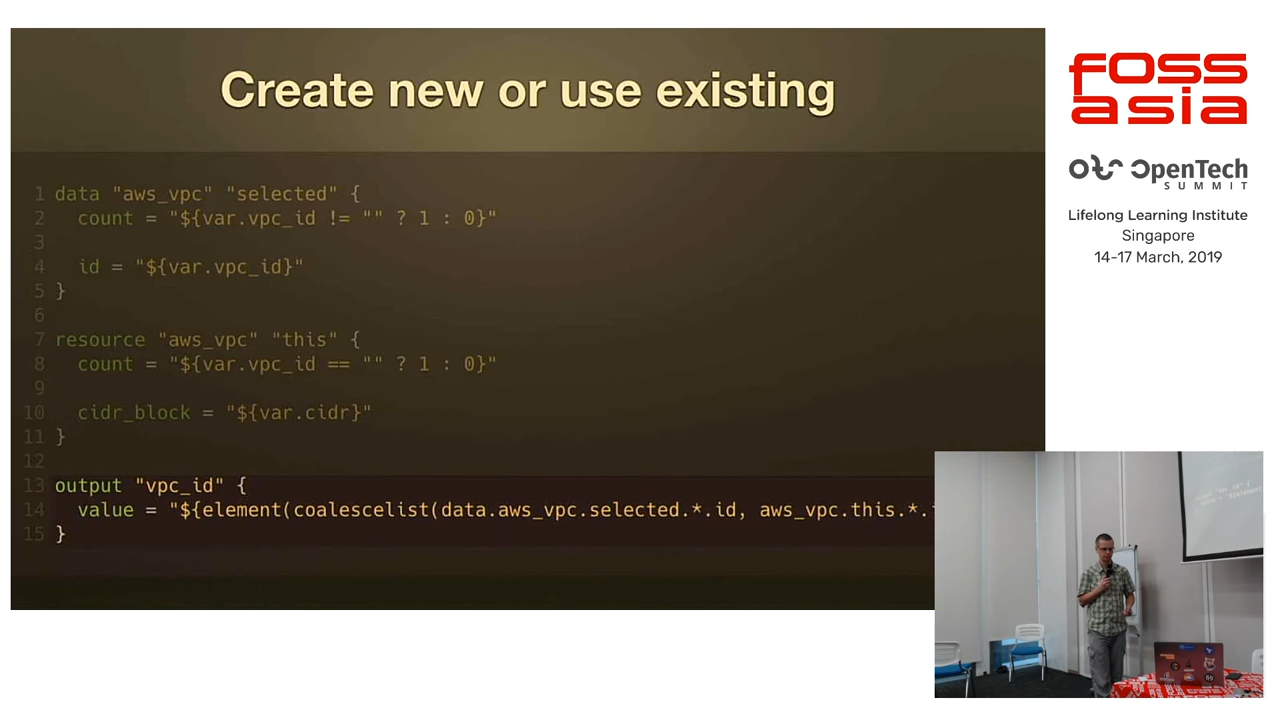 Create new or use existing
1 data "aws_vpc" "selected" {
2 count = "${var.vpc_id != "" ? 1 : 0}"
3
4 id = "${var.vpc_id}"
5 }
6
7 resource "aws_vpc" "this" {
8 count = "${var.vpc_id == "" ? 1 : 0}"
9
10 cidr_block = "${var.cidr}"
11 }
12
13 output "vpc_id" {
14 value = "${element(coalescelist(data.aws_vpc.selected.*.id, aws_vpc.this.*.
15 }
FOSS
ASIA
OpenTech
SUMMIT
Lifelong Learning Institute
Singapore
14-17 March, 2019